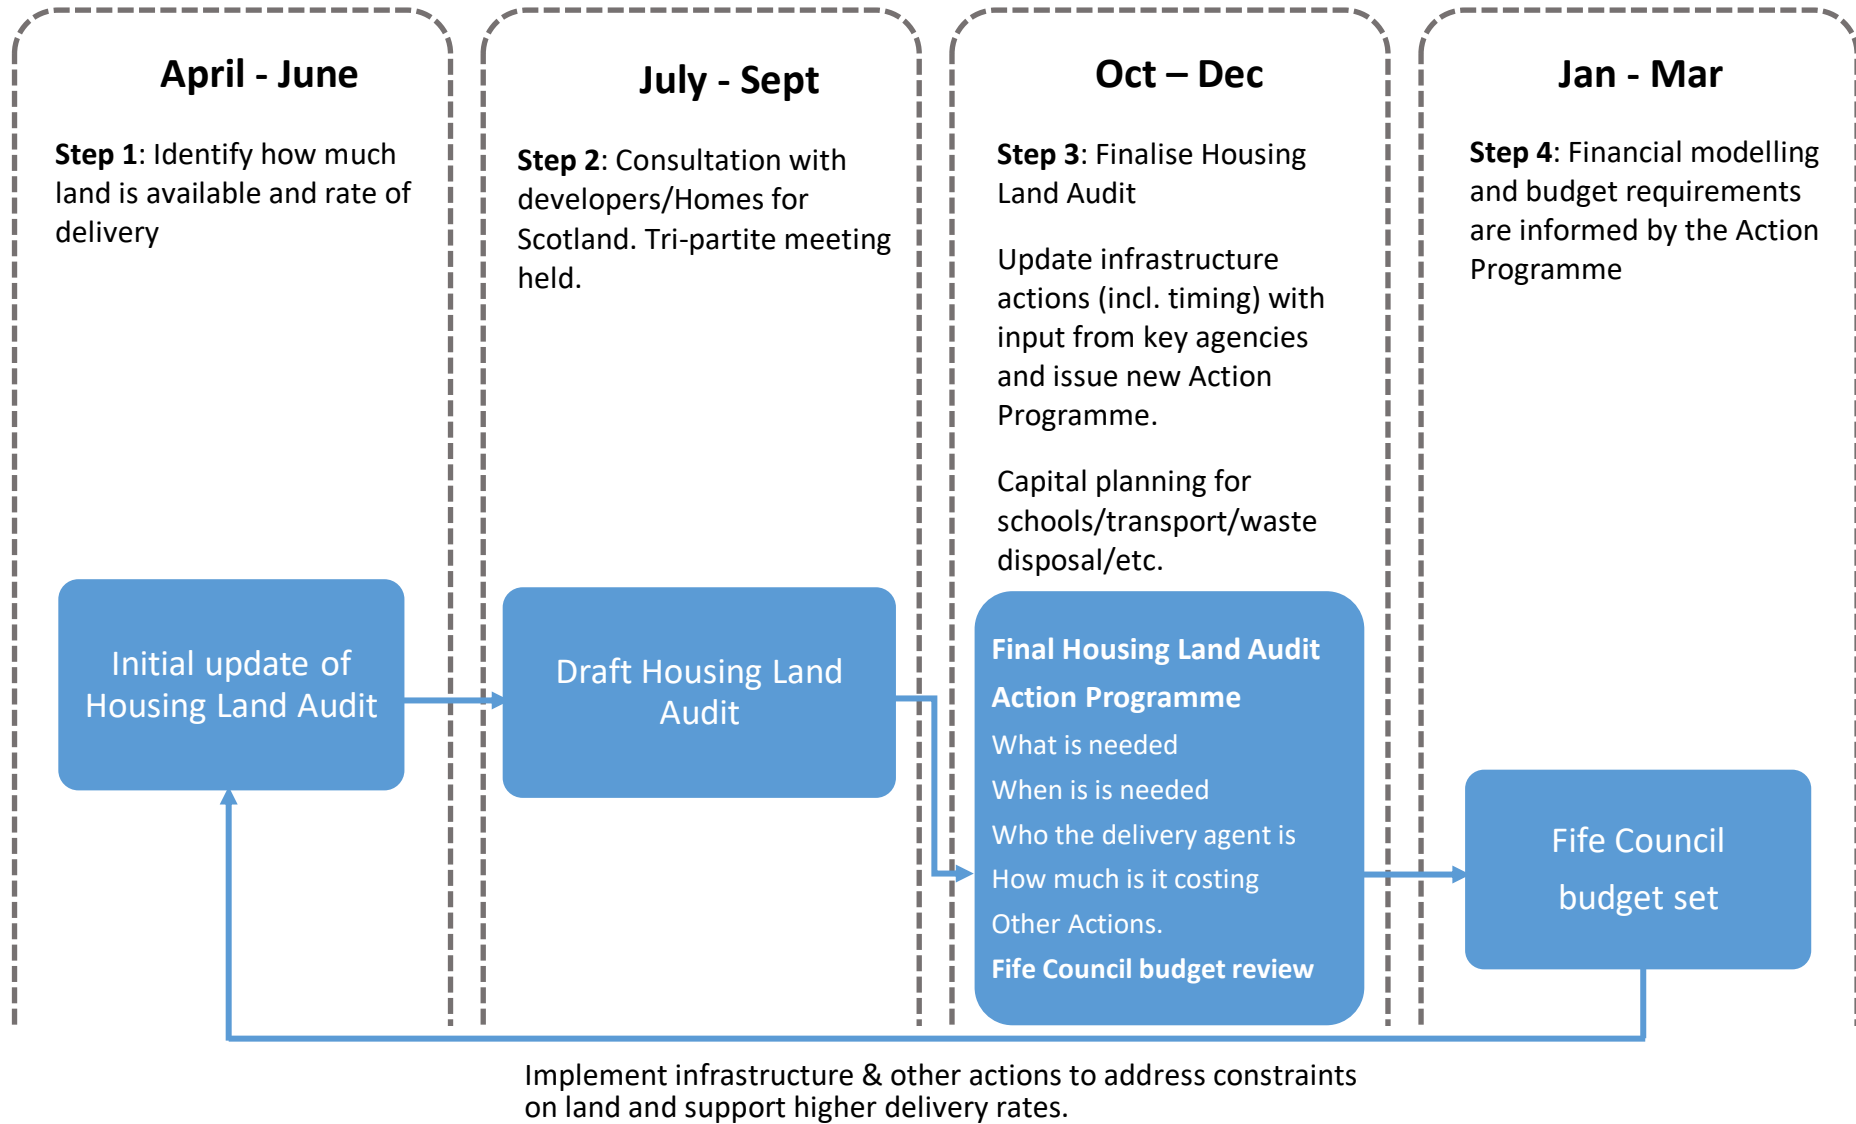 April - June
Step 1: Identify how much
land is available and rate of
delivery
Initial update of
Housing Land Audit
July - Sept
Step 2: Consultation with
developers/Homes for
Scotland. Tri-partite meeting
held.
Draft Housing Land
Audit
Oct – Dec
Step 3: Finalise Housing
Land Audit
Update infrastructure
actions (incl. timing) with
input from key agencies
and issue new Action
Programme.
Capital planning for
schools/transport/waste
disposal/etc.
Final Housing Land Audit
Action Programme
What is needed
When is is needed
Who the delivery agent is
How much is it costing
Other Actions.
Fife Council budget review
Jan - Mar
Step 4: Financial modelling
and budget requirements
are informed by the Action
Programme
Fife Council
budget set
Implement infrastructure & other actions to address constraints
on land and support higher delivery rates.